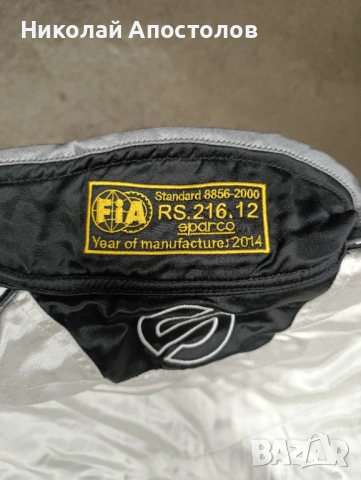 Николай Апостолов
FIA
Standard 8856-2000
RS.216.12
sparco
Year of manufacture: 2014
BAZAR